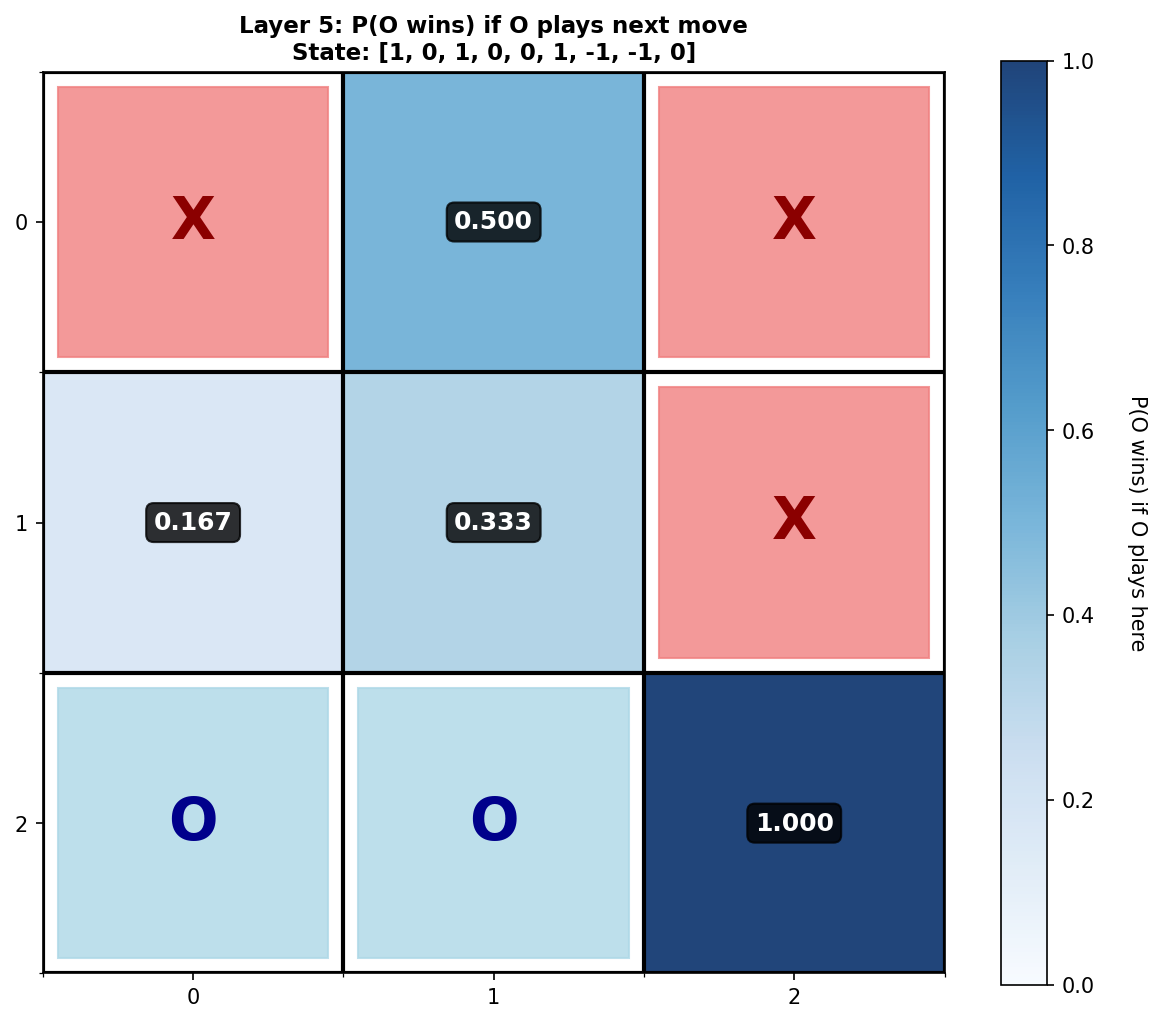 Layer 5: P(O wins) if O plays next move
State: [1, 0, 1, 0, 0, 1, -1, -1, 0]
X
0.500
X
0
0.167
0.333
X
1
O
O
1.000
2
0
1
2
1.0
0.8
0.6
0.4
0.2
0.0
P(O wins) if O plays here